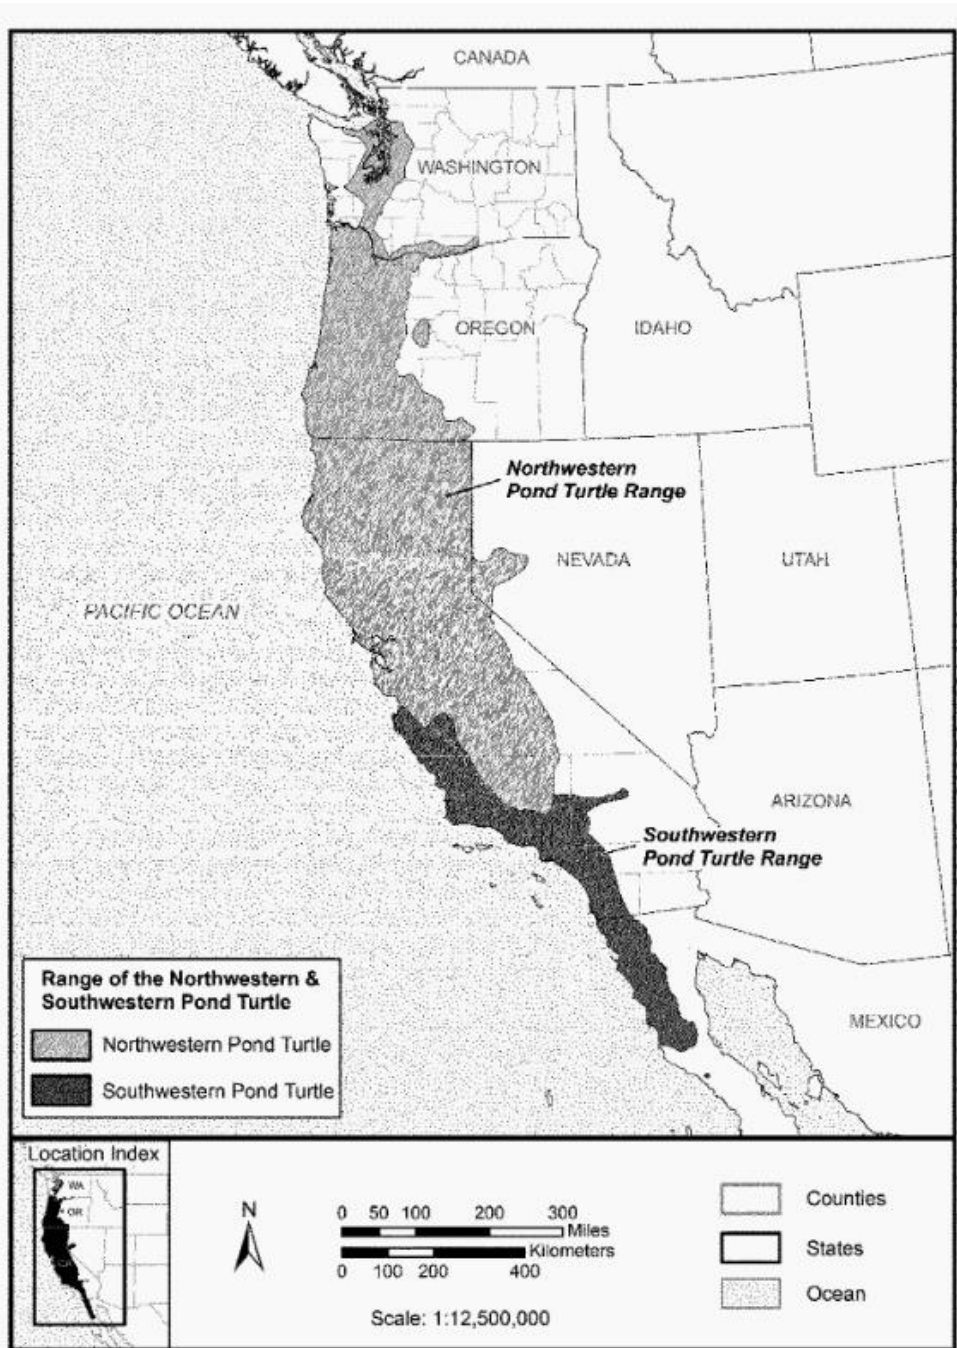 CANADA
WASHINGTON
OREGON
IDAHO
Northwestern
Pond Turtle Range
NEVADA
UTAH
PACIFIC OCEAN
ARIZONA
Southwestern
Pond Turtle Range
MEXICO
Range of the Northwestern &
Southwestern Pond Turtle
Northwestern Pond Turtle
Southwestern Pond Turtle
Location Index
WA
OR
CA
N
0 50 100 200 300
Miles
Kilometers
0 100 200 400
Scale: 1:12,500,000
Counties
States
Ocean